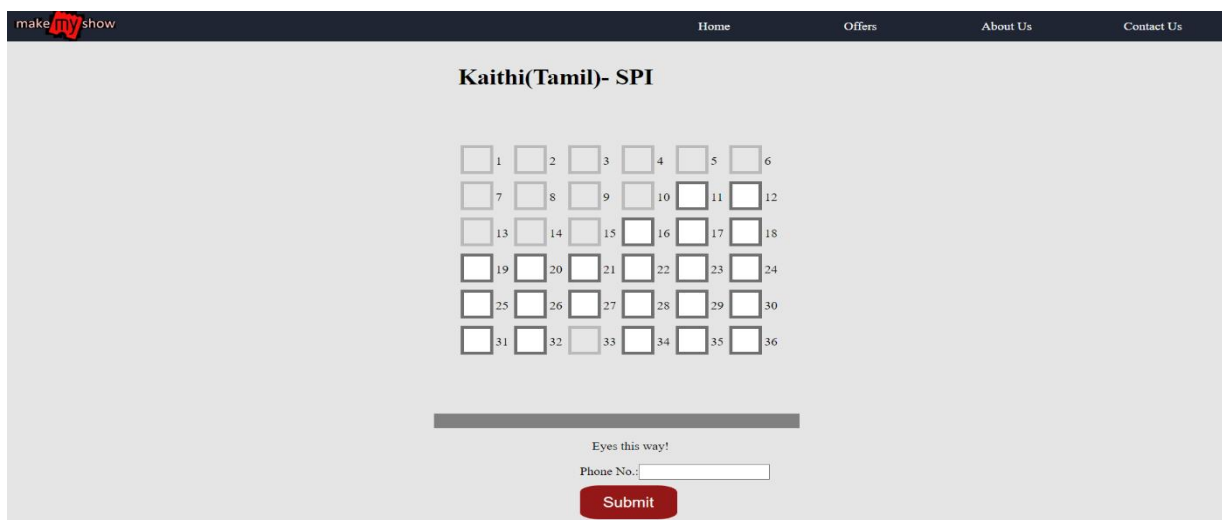 make my show Home Offers About Us Contact Us
Kaithi(Tamil)- SPI
1 2 3 4 5 6
7 8 9 10 11 12
13 14 15 16 17 18
19 20 21 22 23 24
25 26 27 28 29 30
31 32 33 34 35 36
Eyes this way!
Phone No.:
Submit